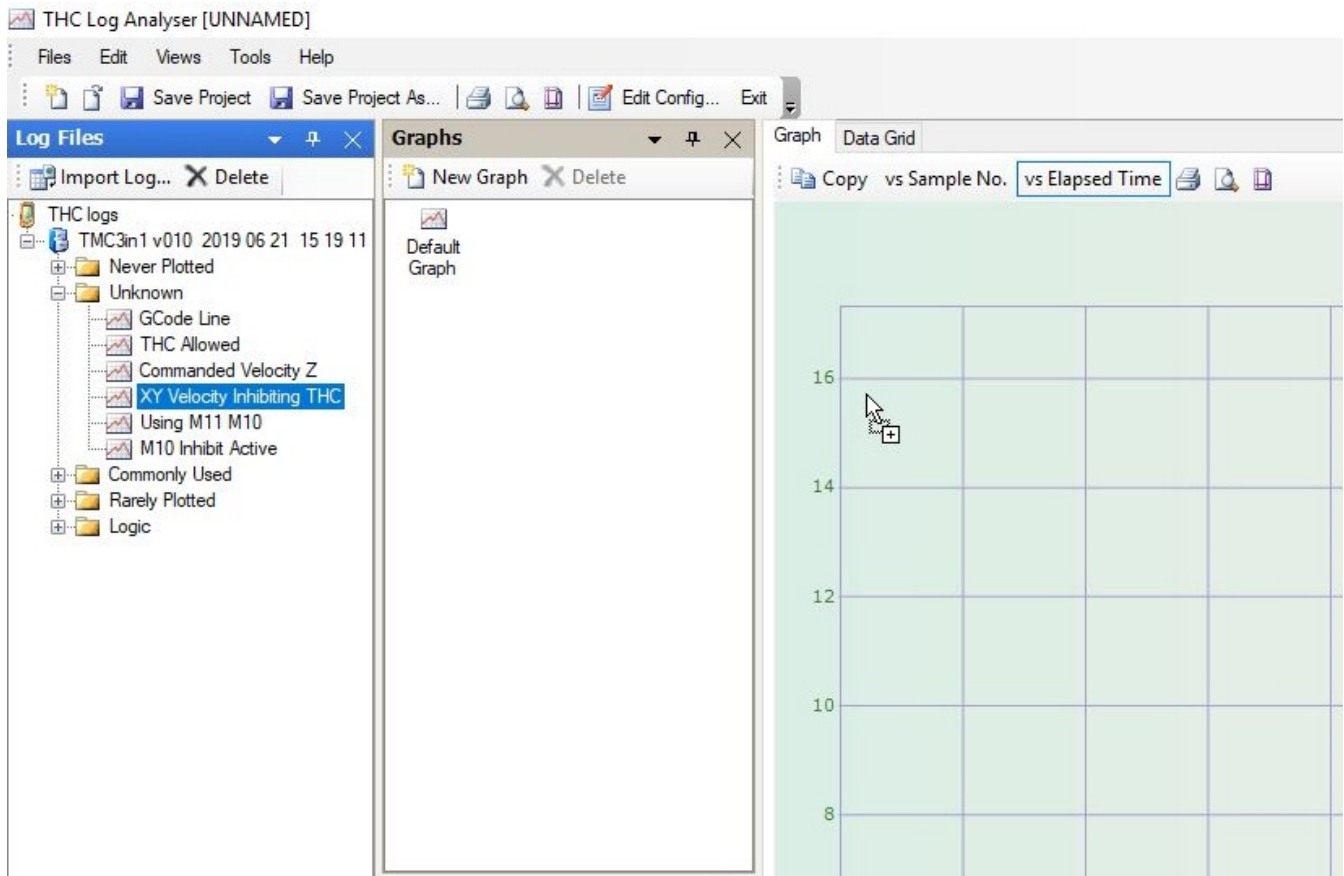 THC Log Analyser [UNNAMED]
Files Edit Views Tools Help
Save Project Save Project As... Edit Config... Exit
Log Files
Import Log... Delete
THC logs
TMC3in1 v010 2019 06 21 15 19 11
Never Plotted
Unknown
GCode Line
THC Allowed
Commanded Velocity Z
XY Velocity Inhibiting THC
Using M11 M10
M10 Inhibit Active
Commonly Used
Rarely Plotted
Logic
Graphs
New Graph Delete
Default
Graph
Graph Data Grid
Copy vs Sample No. vs Elapsed Time
16
14
12
10
8